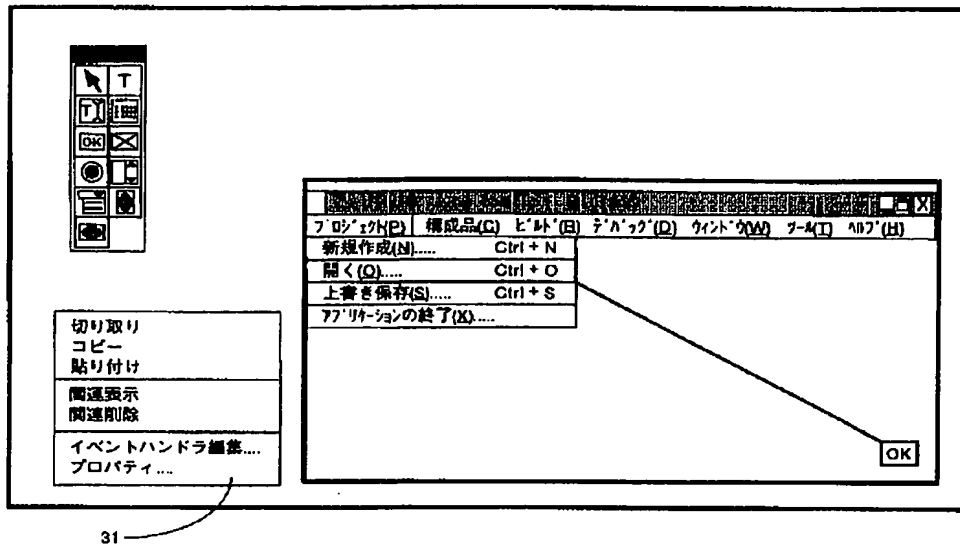 T
T
OK
プロジェクト(P) 構成品(C) ビルド(B) デバッグ(D) ウィンドウ(W) ツール(T) ヘルプ(H)
新規作成(N)..... Ctrl + N
開く(O)..... Ctrl + O
上書き保存(S)..... Ctrl + S
アプリケーションの終了(X).....
切り取り
コピー
貼り付け
関連表示
関連削除
イベントハンドラ編集....
プロパティ....
OK
31